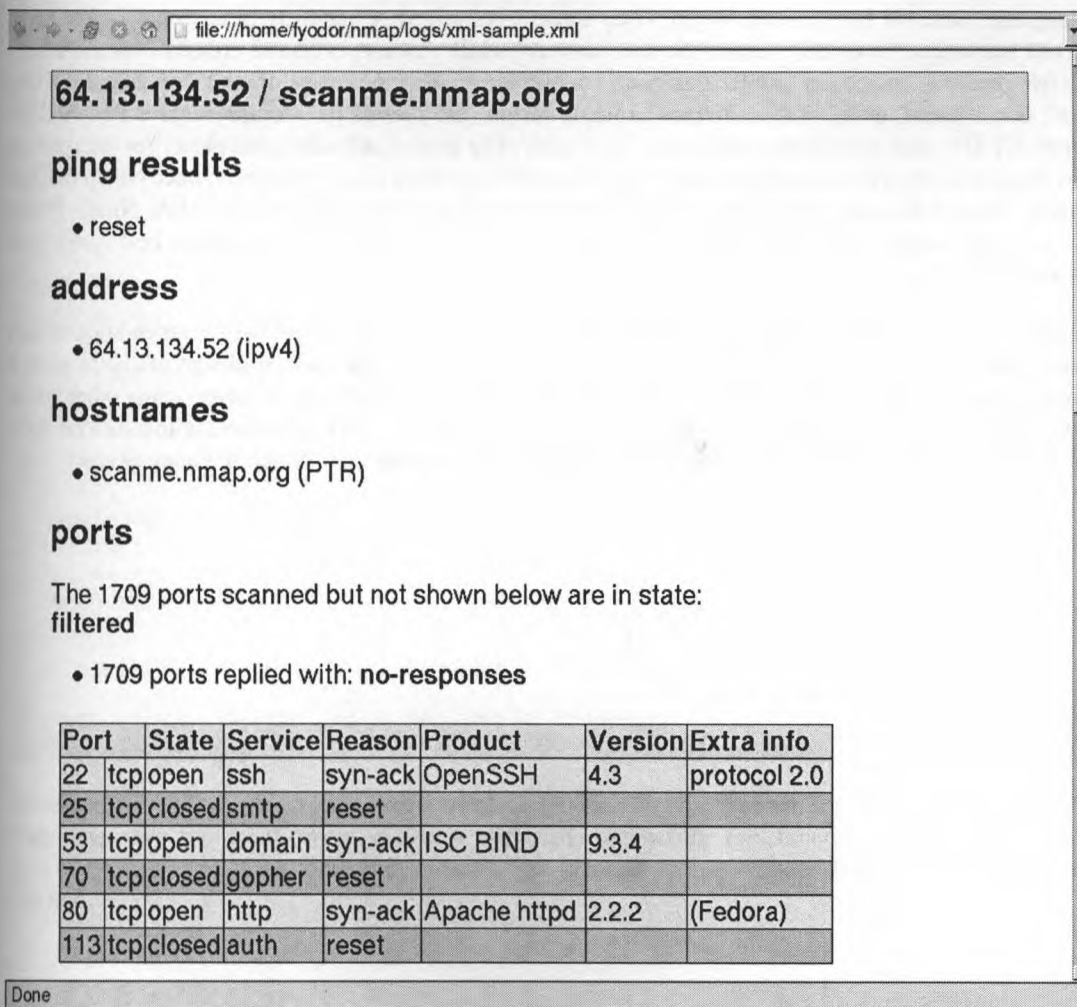 file:///home/fyodor/nmap/logs/xml-sample.xml
64.13.134.52 / scanme.nmap.org
ping results
• reset
address
• 64.13.134.52 (ipv4)
hostnames
• scanme.nmap.org (PTR)
ports
The 1709 ports scanned but not shown below are in state:
filtered
• 1709 ports replied with: no-responses
Port State Service Reason Product Version Extra info
22 tcp open ssh syn-ack OpenSSH 4.3 protocol 2.0
25 tcp closed smtp reset
53 tcp open domain syn-ack ISC BIND 9.3.4
70 tcp closed gopher reset
80 tcp open http syn-ack Apache httpd 2.2.2 (Fedora)
113 tcp closed auth reset
Done